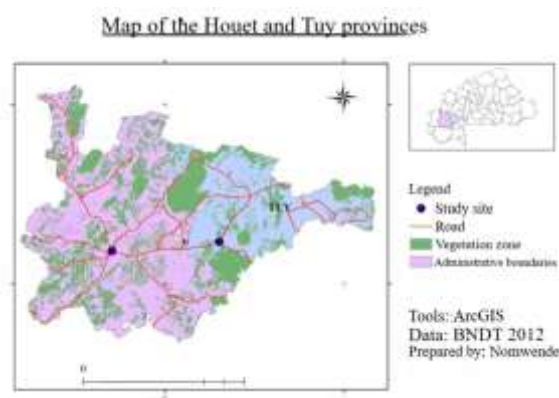 Map of the Houet and Tuy provinces
TUY
0
Legend
Study site
Road
Vegetation zone
Administrative boundaries
Tools: ArcGIS
Data: BNDT 2012
Prepared by: Nomwende